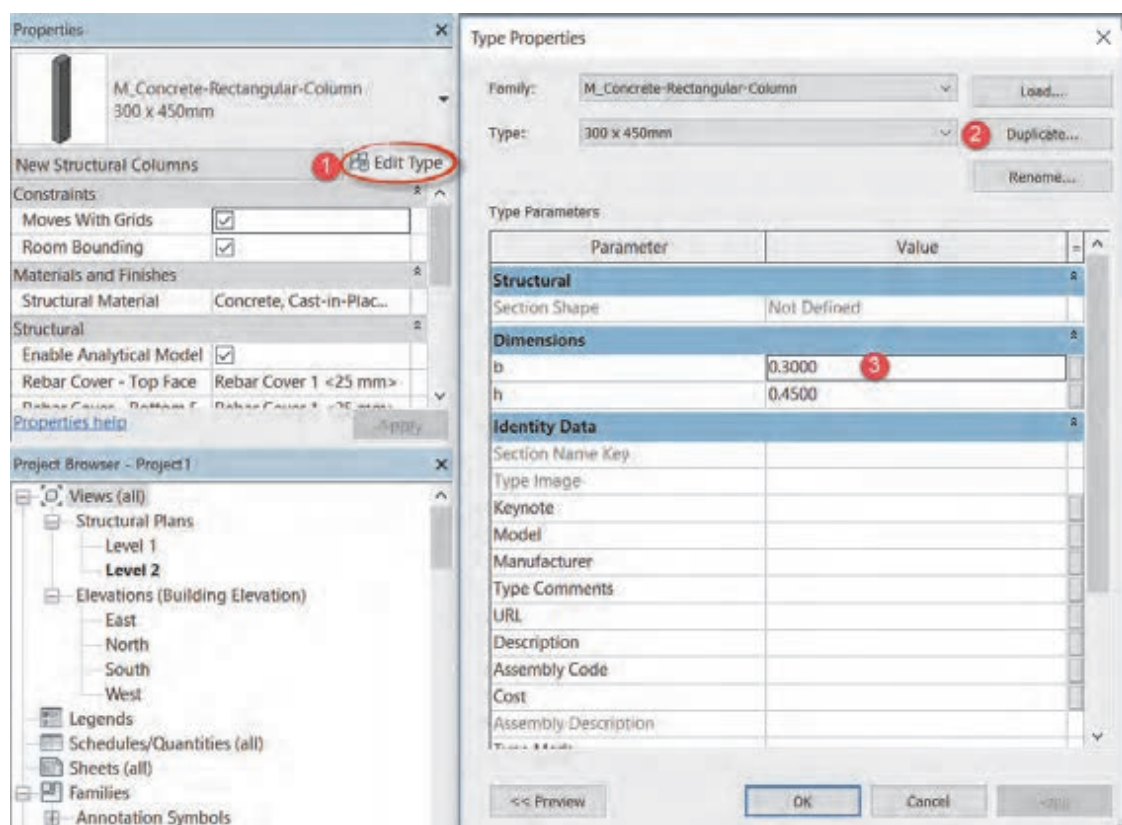 Properties
M_Concrete-Rectangular-Column
300 x 450mm
New Structural Columns
1
Edit Type
Constraints
Moves With Grids
Room Bounding
Materials and Finishes
Structural Material Concrete, Cast-in-Plac...
Structural
Enable Analytical Model
Rebar Cover - Top Face Rebar Cover 1 <25 mm>
Properties help
Apply
Project Browser - Project1
Views (all)
Structural Plans
Level 1
Level 2
Elevations (Building Elevation)
East
North
South
West
Legends
Schedules/Quantities (all)
Sheets (all)
Families
Annotation Symbols
Type Properties
Family: M_Concrete-Rectangular-Column Load...
Type: 300 x 450mm 2 Duplicate...
Rename...
Type Parameters
Parameter Value =
Structural
Section Shape Not Defined
Dimensions
b 0.3000 3
h 0.4500
Identity Data
Section Name Key
Type Image
Keynote
Model
Manufacturer
Type Comments
URL
Description
Assembly Code
Cost
Assembly Description
<< Preview OK Cancel